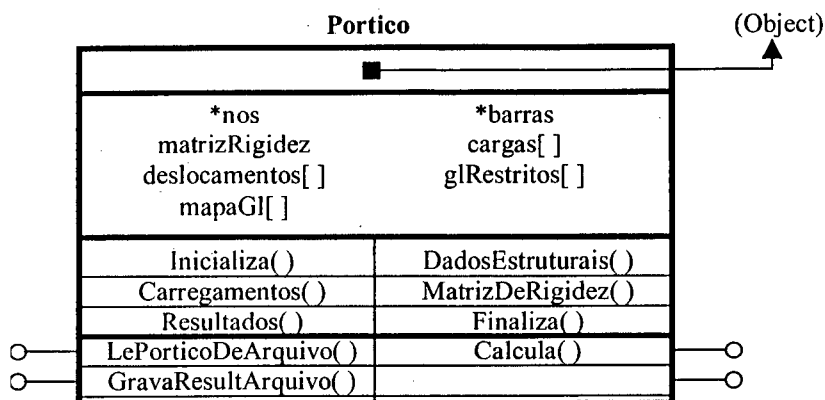 Portico (Object)
*nos *barras
matrizRigidez cargas[ ]
deslocamentos[ ] glRestritos[ ]
mapaGl[ ]
Inicializa( ) DadosEstruturais( )
Carregamentos( ) MatrizDeRigidez( )
Resultados( ) Finaliza( )
LePorticoDeArquivo( ) Calcula( )
GravaResultArquivo( )